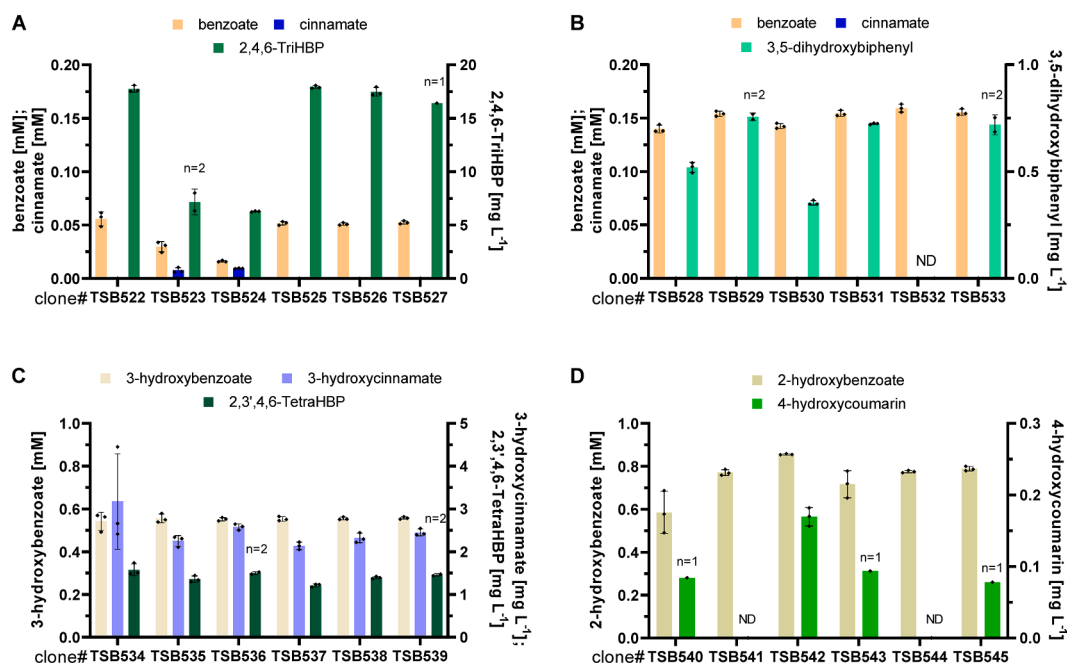 A
benzoate cinnamate
2,4,6-TriHBP
benzoate [mM];
cinnamate [mM]
0.20
0.15
0.10
0.05
0.00
20
15
10
5
0
2,4,6-TriHBP [mg L-1]
n=2
n=1
clone# TSB522 TSB523 TSB524 TSB525 TSB526 TSB527
B
benzoate cinnamate
3,5-dihydroxybiphenyl
benzoate [mM];
cinnamate [mM]
0.20
0.15
0.10
0.05
0.00
1.0
0.5
0.0
3,5-dihydroxybiphenyl [mg L-1]
n=2
n=2
ND
clone# TSB528 TSB529 TSB530 TSB531 TSB532 TSB533
C
3-hydroxybenzoate 3-hydroxycinnamate
2,3',4,6-TetraHBP
3-hydroxybenzoate [mM]
1.0
0.8
0.6
0.4
0.2
0.0
5
4
3
2
1
0
3-hydroxycinnamate [mg L-1];
2,3',4,6-TetraHBP [mg L-1]
n=2
n=2
clone# TSB534 TSB535 TSB536 TSB537 TSB538 TSB539
D
2-hydroxybenzoate
4-hydroxycoumarin
2-hydroxybenzoate [mM]
1.0
0.8
0.6
0.4
0.2
0.0
0.3
0.2
0.1
0.0
4-hydroxycoumarin [mg L-1]
n=1
ND
n=1
ND
n=1
clone# TSB540 TSB541 TSB542 TSB543 TSB544 TSB545